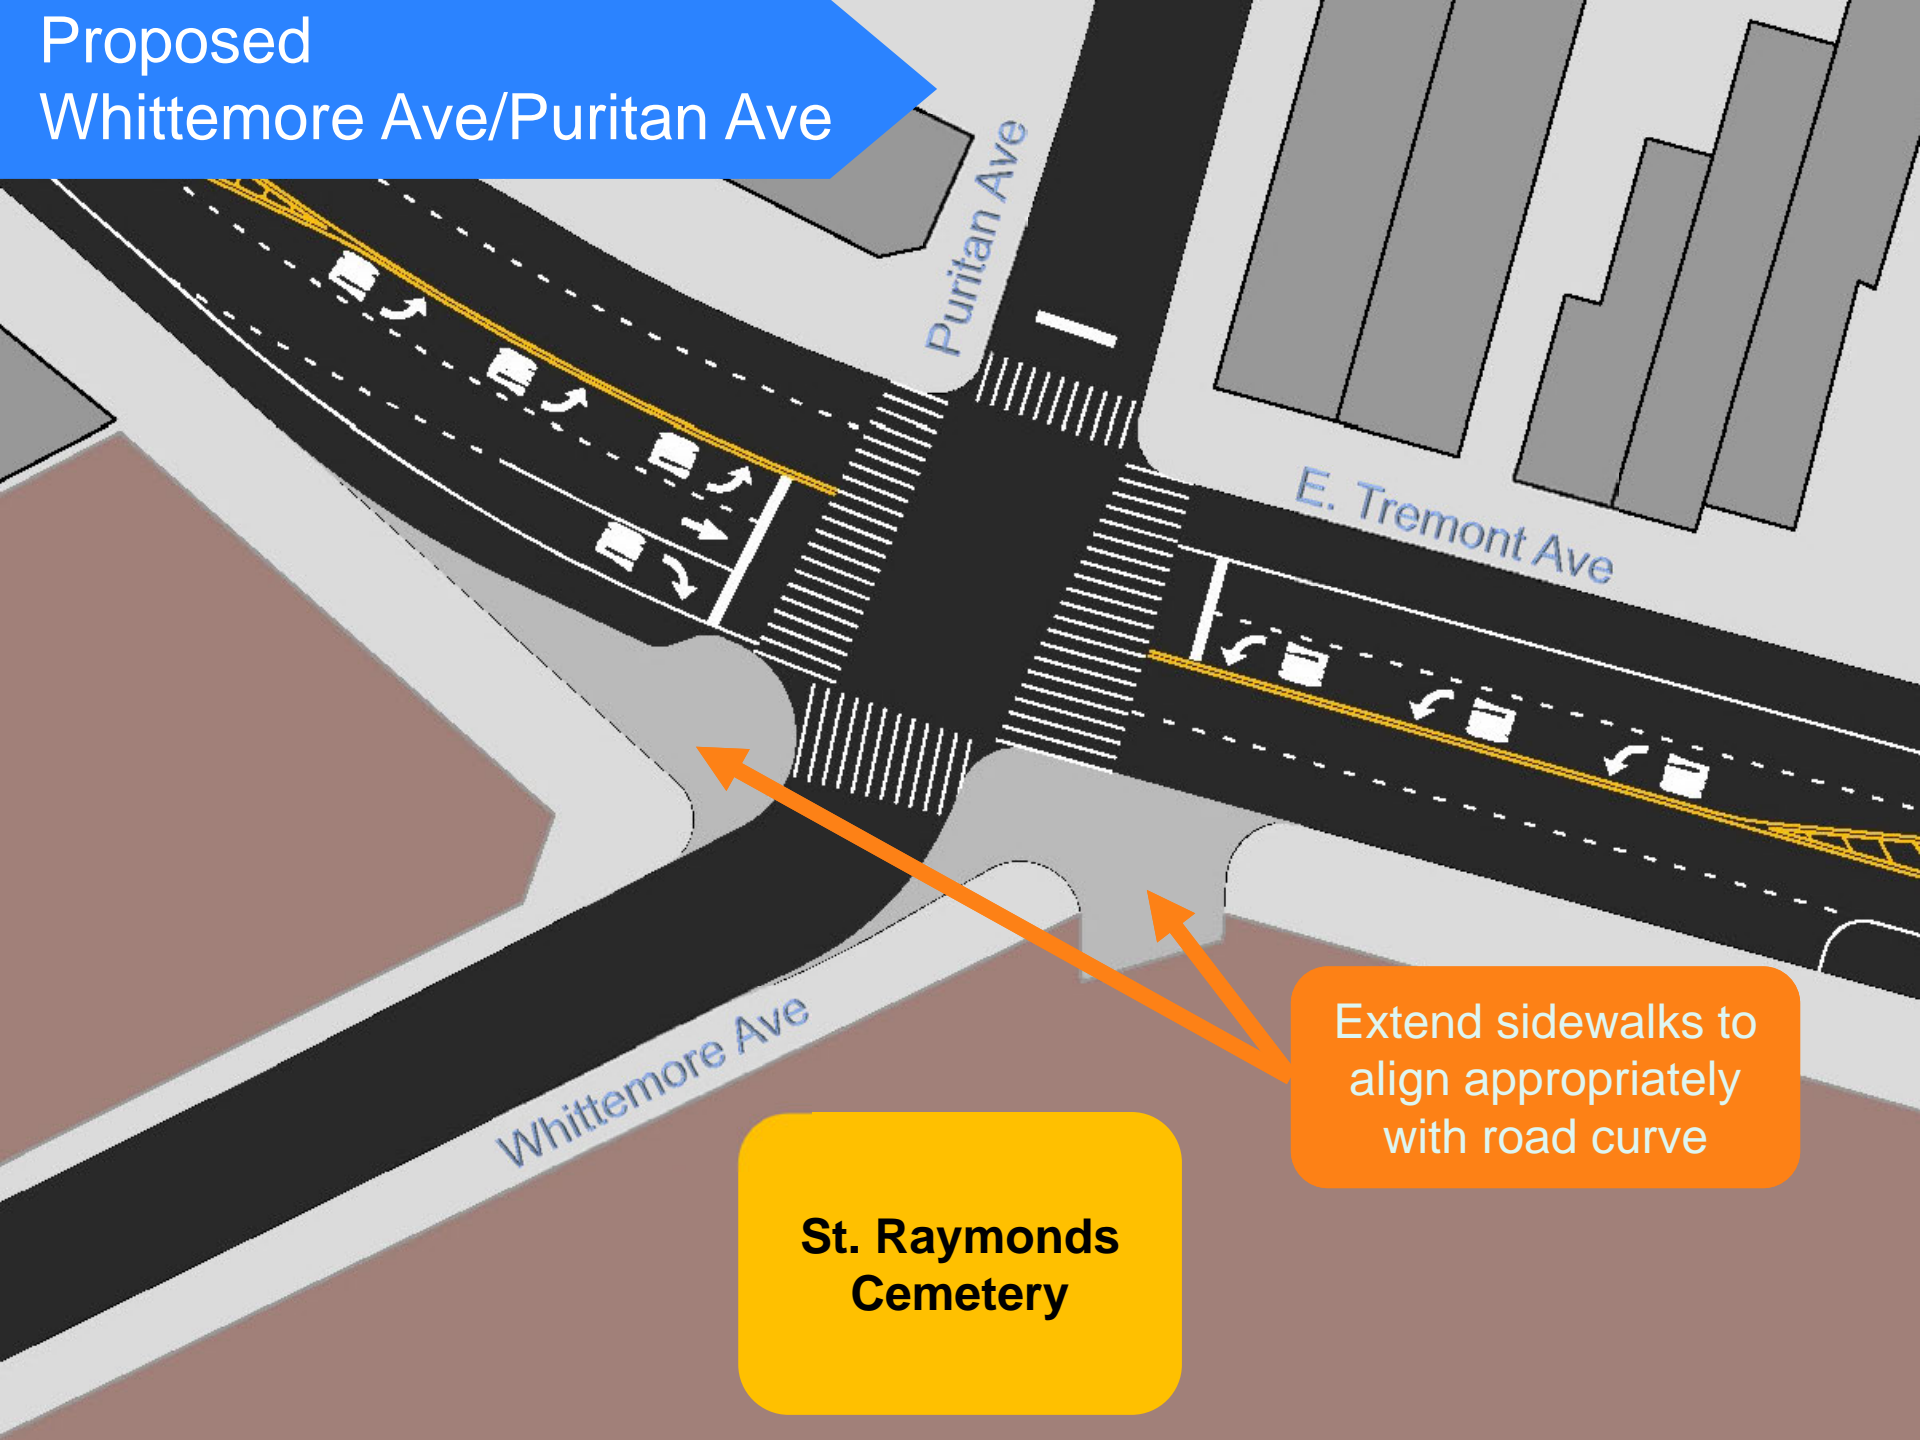 Proposed
Whittemore Ave/Puritan Ave
Puritan Ave
E. Tremont Ave
Whittemore Ave
Extend sidewalks to
align appropriately
with road curve
St. Raymonds
Cemetery